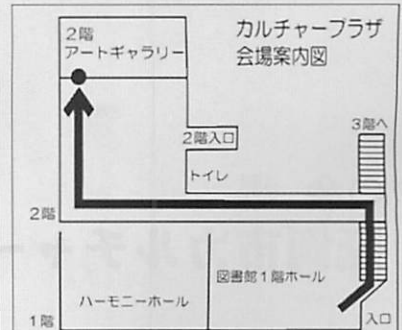 カルチャープラザ
会場案内図
2階
アートギャラリー
3階へ
2階入口
トイレ
2階
図書館1階ホール
ハーモニーホール
1階
入口